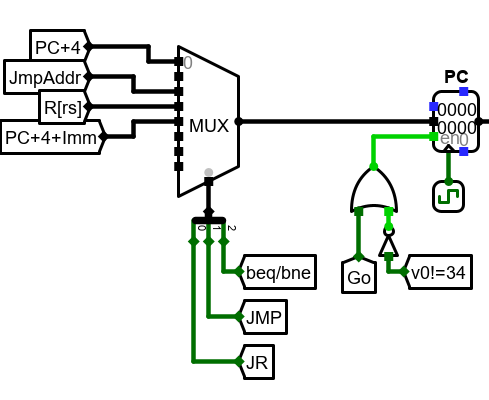 PC+4
0
JmpAddr
R[rs]
PC+4+Imm
MUX
PC
0000
0000
en0
0 1 2
beq/bne
Go
v0!=34
JMP
JR